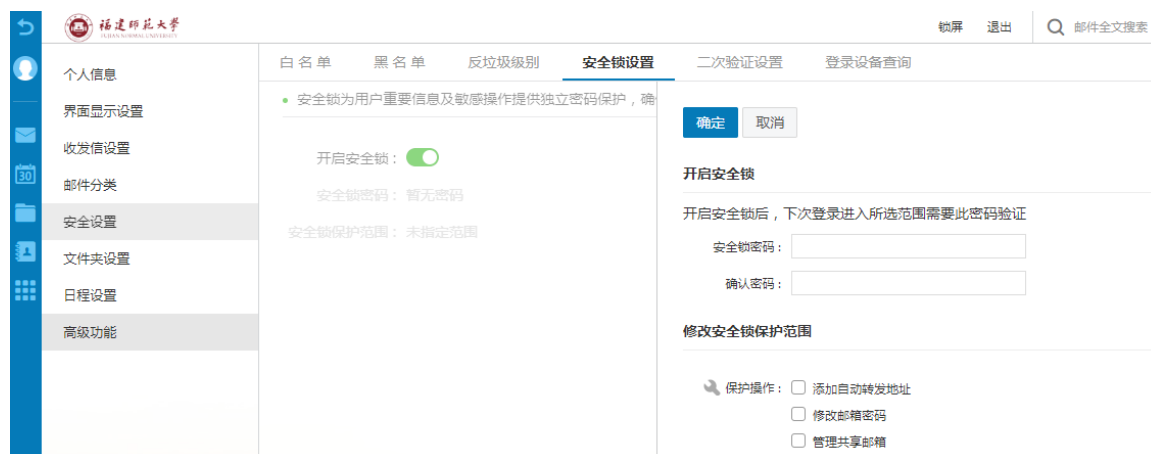 福建师范大学
FUJIAN NORMAL UNIVERSITY
锁屏 退出 邮件全文搜索
个人信息
界面显示设置
收发信设置
邮件分类
安全设置
文件夹设置
日程设置
高级功能
30
白名单 黑名单 反垃圾级别 安全锁设置 二次验证设置 登录设备查询
安全锁为用户重要信息及敏感操作提供独立密码保护，确
开启安全锁：
安全锁密码：暂无密码
安全锁保护范围：未指定范围
确定 取消
开启安全锁
开启安全锁后，下次登录进入所选范围需要此密码验证
安全锁密码：
确认密码：
修改安全锁保护范围
保护操作： 添加自动转发地址
修改邮箱密码
管理共享邮箱